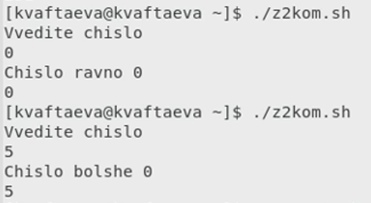 [kvaftaeva@kvaftaeva ~]$ ./z2kom.sh
Vvedite chislo
0
Chislo ravno 0
0
[kvaftaeva@kvaftaeva ~]$ ./z2kom.sh
Vvedite chislo
5
Chislo bolshe 0
5